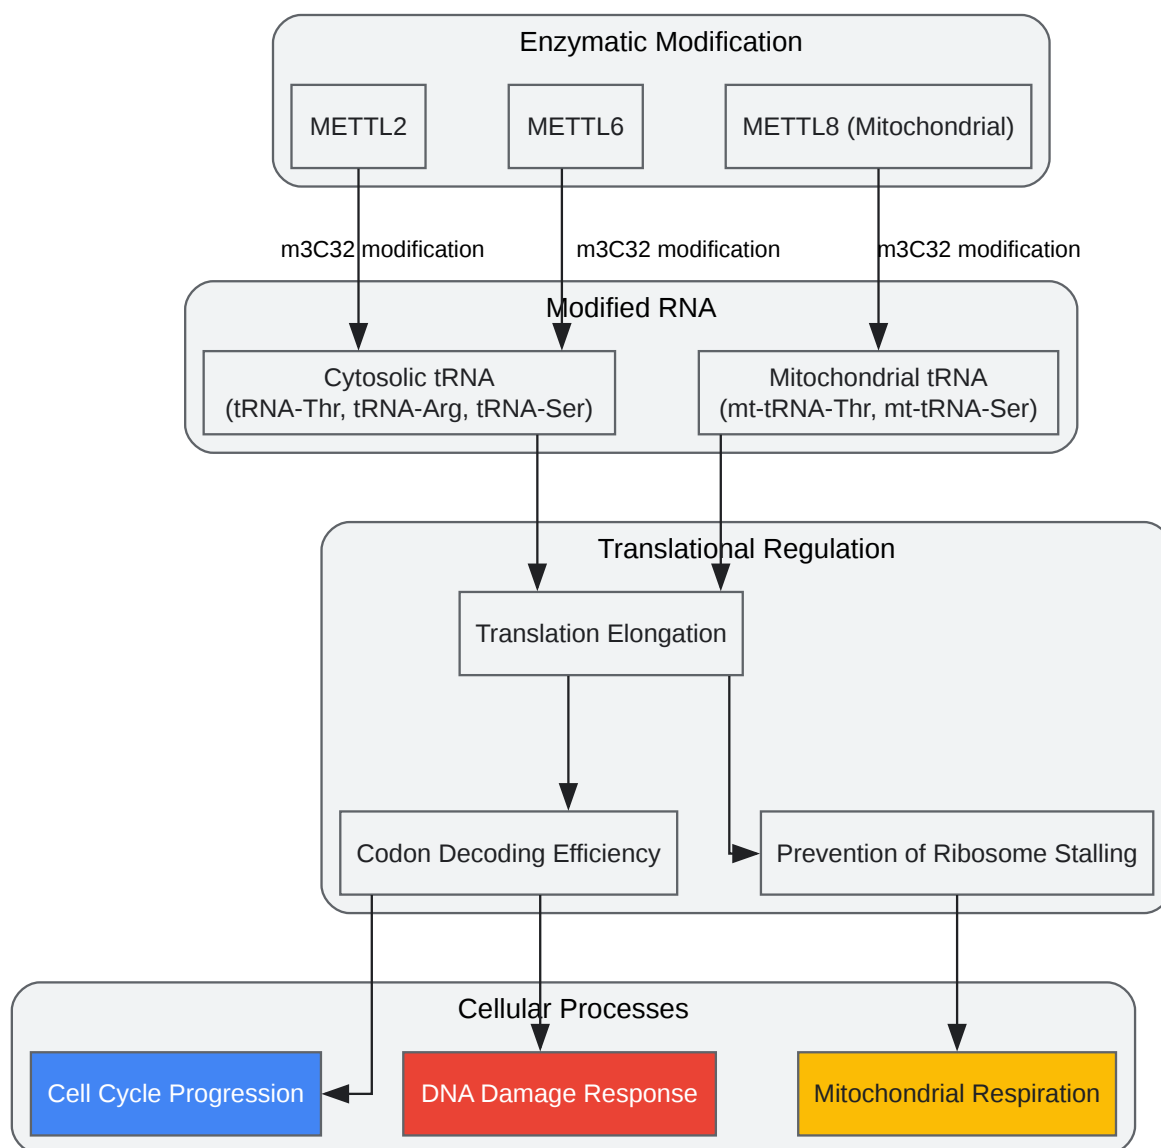 Enzymatic Modification
METTL2
METTL6
METTL8 (Mitochondrial)
m3C32 modification
m3C32 modification
m3C32 modification
Modified RNA
Cytosolic tRNA
(tRNA-Thr, tRNA-Arg, tRNA-Ser)
Mitochondrial tRNA
(mt-tRNA-Thr, mt-tRNA-Ser)
Translational Regulation
Translation Elongation
Codon Decoding Efficiency
Prevention of Ribosome Stalling
Cellular Processes
Cell Cycle Progression
DNA Damage Response
Mitochondrial Respiration